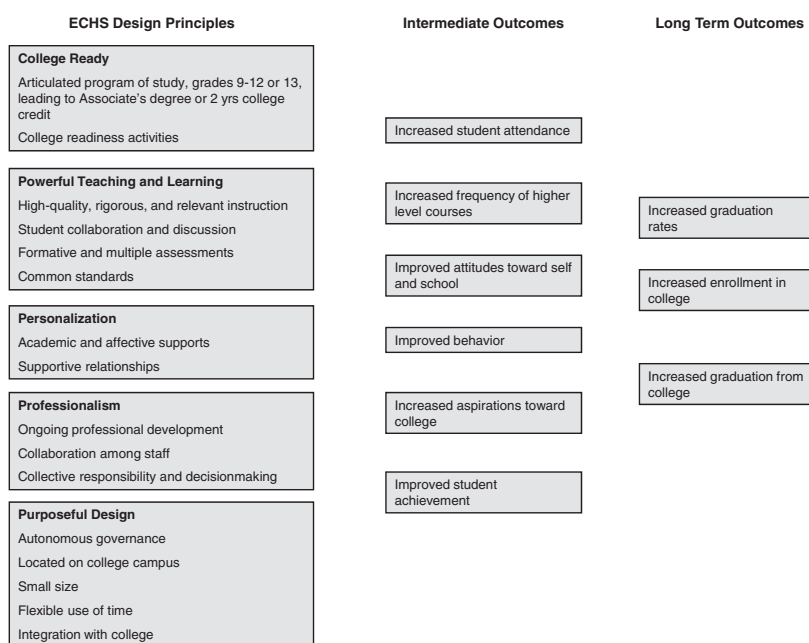 ECHS Design Principles
Intermediate Outcomes
Long Term Outcomes
College Ready
Articulated program of study, grades 9-12 or 13,
leading to Associate's degree or 2 yrs college
credit
College readiness activities
Powerful Teaching and Learning
High-quality, rigorous, and relevant instruction
Student collaboration and discussion
Formative and multiple assessments
Common standards
Personalization
Academic and affective supports
Supportive relationships
Professionalism
Ongoing professional development
Collaboration among staff
Collective responsibility and decisionmaking
Purposeful Design
Autonomous governance
Located on college campus
Small size
Flexible use of time
Integration with college
Increased student attendance
Increased frequency of higher
level courses
Improved attitudes toward self
and school
Improved behavior
Increased aspirations toward
college
Improved student
achievement
Increased graduation
rates
Increased enrollment in
college
Increased graduation from
college